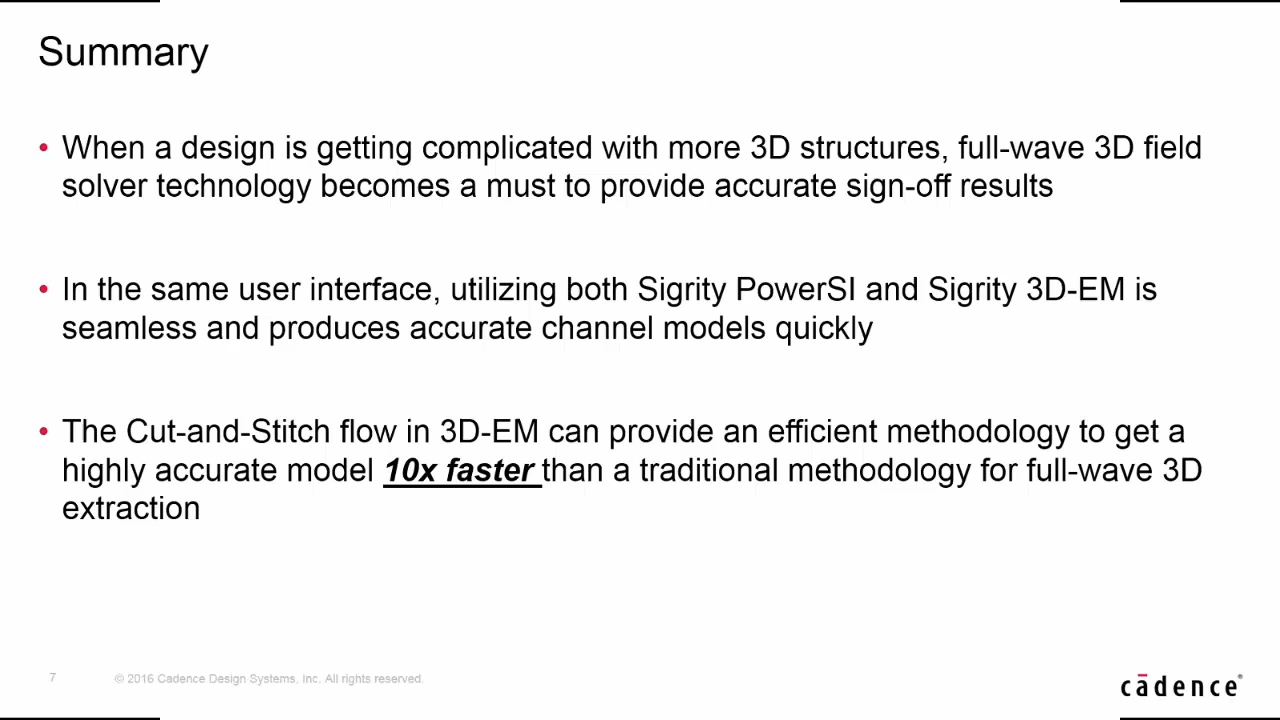 Summary
• When a design is getting complicated with more 3D structures, full-wave 3D field
solver technology becomes a must to provide accurate sign-off results
• In the same user interface, utilizing both Sigrity PowerSI and Sigrity 3D-EM is
seamless and produces accurate channel models quickly
• The Cut-and-Stitch flow in 3D-EM can provide an efficient methodology to get a
highly accurate model 10x faster than a traditional methodology for full-wave 3D
extraction
7 © 2016 Cadence Design Systems, Inc. All rights reserved.
cādence®